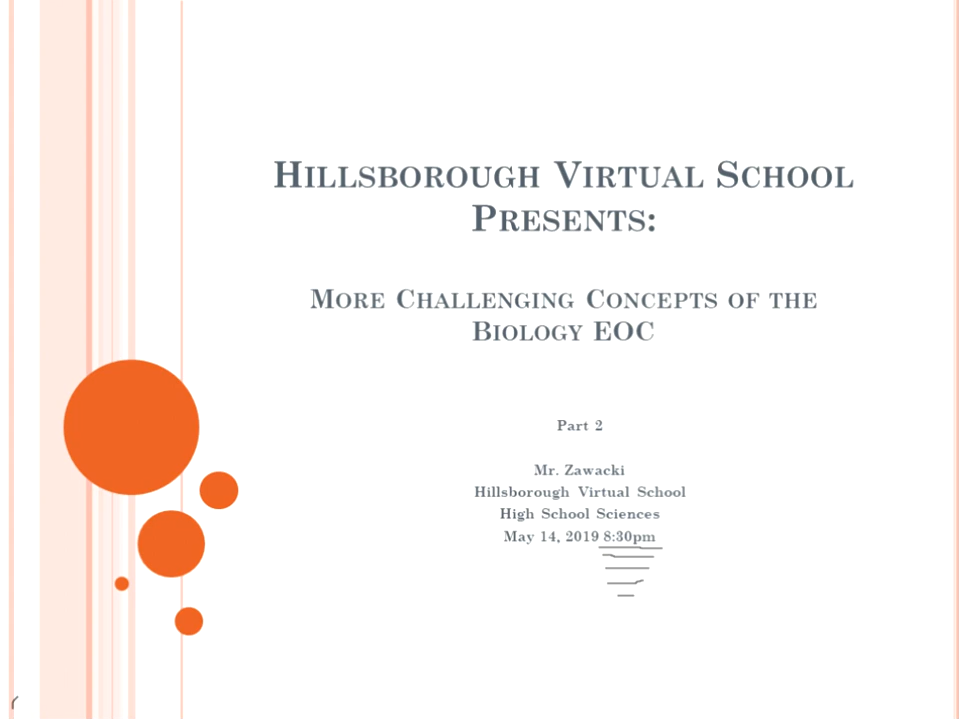 Hillsborough Virtual School
Presents:
More Challenging Concepts of the
Biology EOC
Part 2
Mr. Zawacki
Hillsborough Virtual School
High School Sciences
May 14, 2019 8:30pm